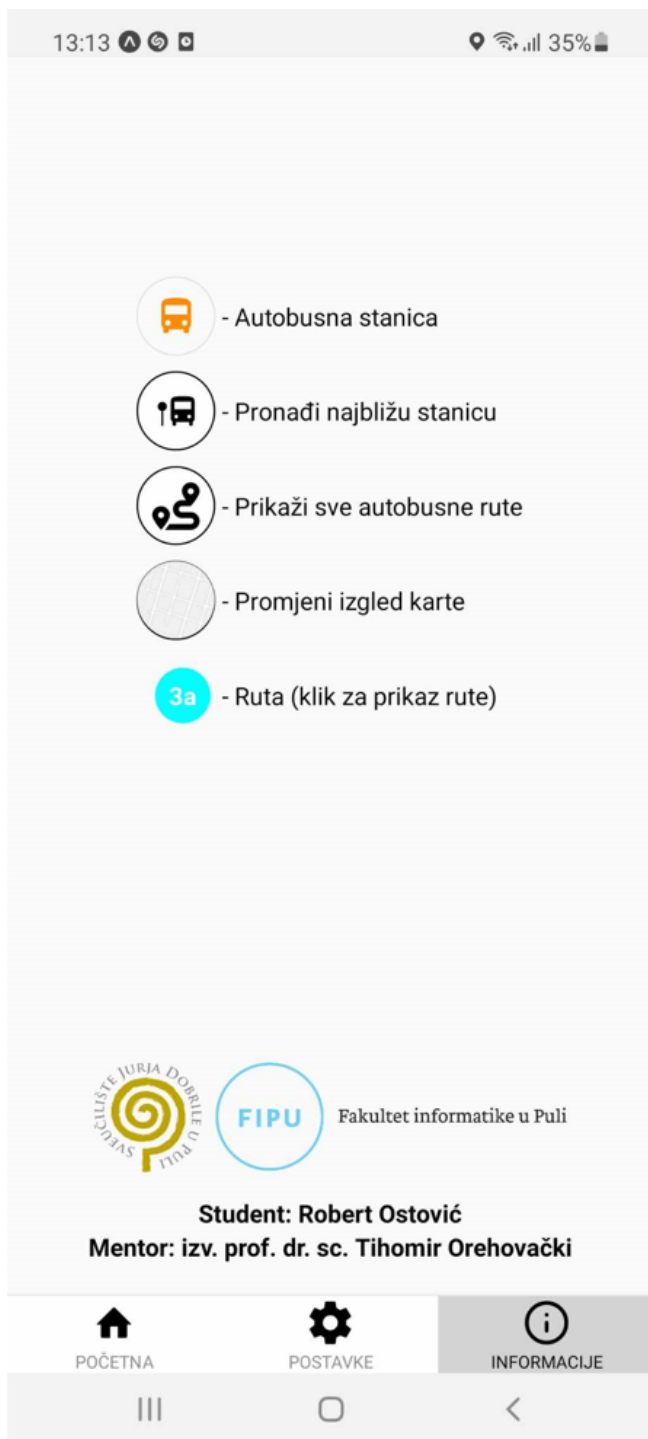 13:13
35%
- Autobusna stanica
- Pronađi najbližu stanicu
- Prikaži sve autobusne rute
- Promjeni izgled karte
3a - Ruta (klik za prikaz rute)
SVEUČILIŠTE JURJA DOBRILE U PULI
FIPU
Fakultet informatike u Puli
Student: Robert Ostović
Mentor: izv. prof. dr. sc. Tihomir Orehovački
POČETNA
POSTAVKE
INFORMACIJE